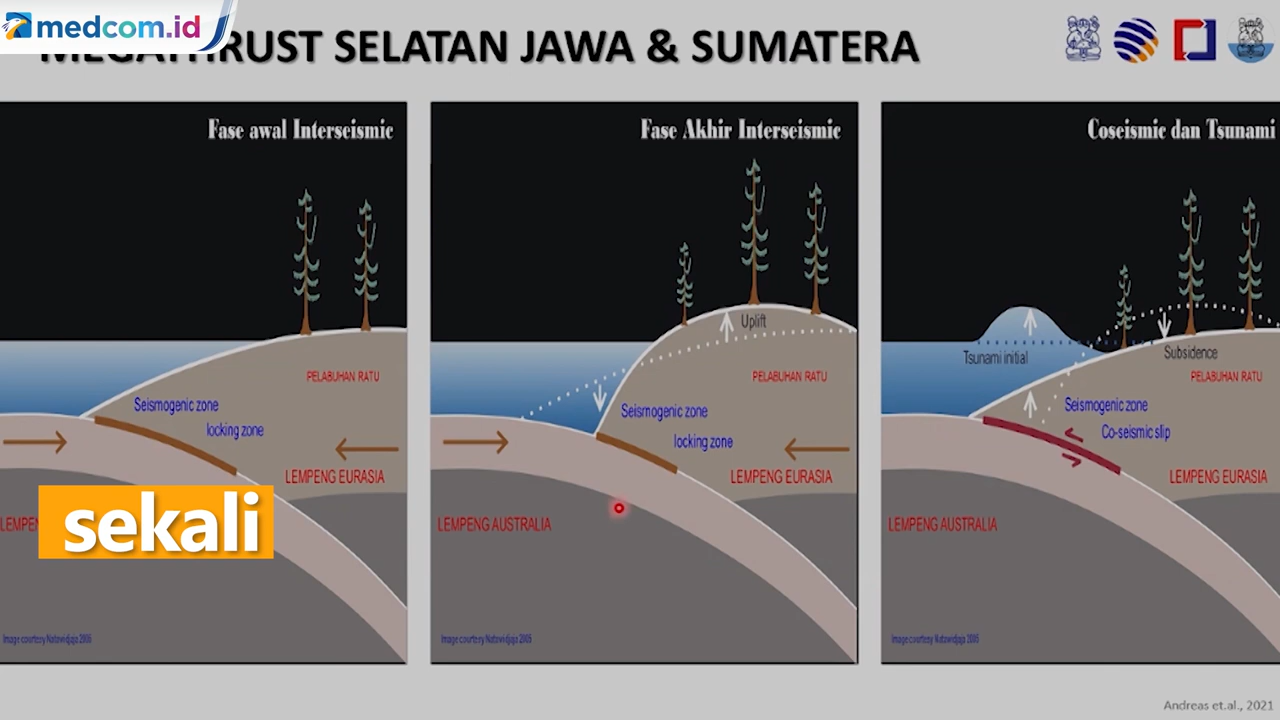 medcom.id
MEGATHRUST SELATAN JAWA & SUMATERA
Fase awal Interseismic
PELABUHAN RATU
Seismogenic zone
locking zone
LEMPENG EURASIA
LEMPENG
sekali
Image courtesy Natawidjaja 2005
Fase Akhir Interseismic
Uplift
PELABUHAN RATU
Seismogenic zone
locking zone
LEMPENG EURASIA
LEMPENG AUSTRALIA
Image courtesy Natawidjaja 2005
Coseismic dan Tsunami
Tsunami initial
Subsidence
PELABUHAN RATU
Seismogenic zone
Co-seismic slip
LEMPENG EURASIA
LEMPENG AUSTRALIA
Image courtesy Natawidjaja 2005
Andreas et.al., 2021